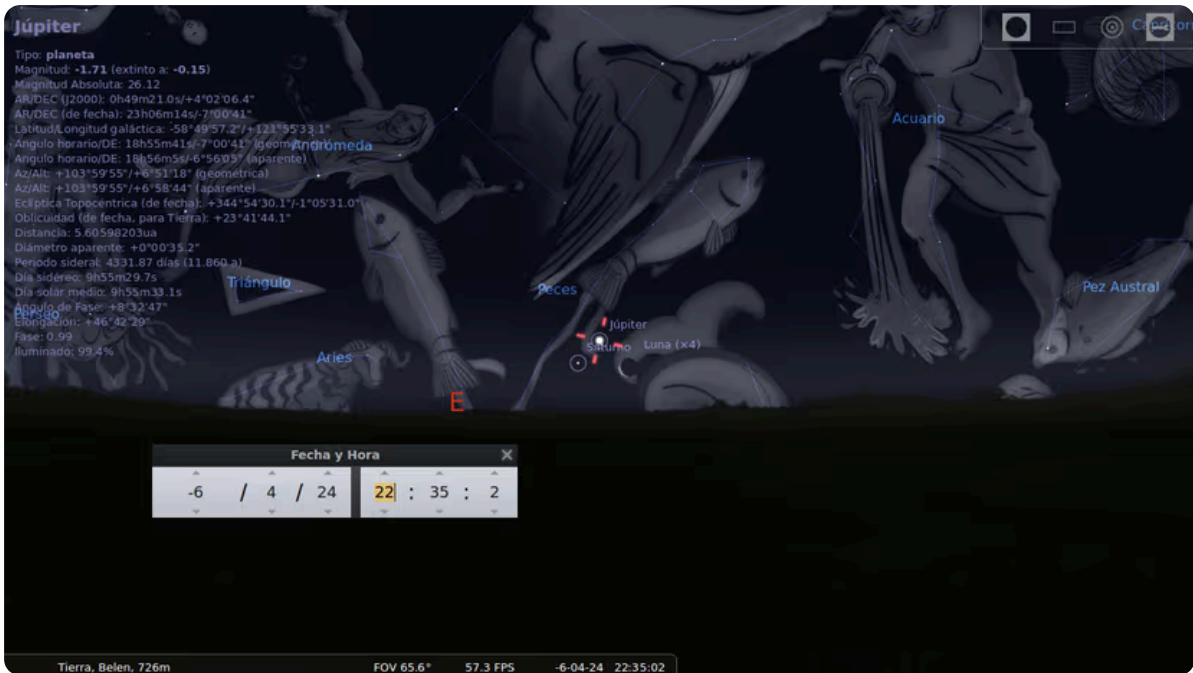 Júpiter
Tipo: planeta
Magnitud: -1.71 (extinto a: -0.15)
Magnitud Absoluta: 26.12
AR/DEC (J2000): 0h49m21.0s/+4°02'06.4"
AR/DEC (de fecha): 23h06m14s/-7°00'41"
Latitud/Longitud galáctica: -58°49'57.2"/+121°55'33.1"
Angulo horario/DE: 18h55m41s/-7°00'41"
Angulo horario/DE: 18h56m5s/-6°56'05" (aparente)
Az/Alt: +103°59'55"/+6°51'18" (geométrica)
Az/Alt: +103°59'55"/+6°58'44" (aparente)
Eclíptica Topocéntrica (de fecha): +344°54'30.1"/-1°05'31.0"
Oblicuidad (de fecha, para Tierra): +23°41'44.1"
Distancia: 5.60598203ua
Diámetro aparente: +0°00'35.2"
Periodo sideral: 4331.87 días (11.860 a)
Día sidéreo: 9h55m29.7s
Día solar medio: 9h55m33.1s
Angulo de Fase: +8°32'47"
Elongación: +46°42'29"
Fase: 0.99
Iluminado: 99.4%
Andrómeda
Acuario
Triángulo
Peces
Pez Austral
Perseo
Júpiter
Saturno
Luna (×4)
Aries
E
Fecha y Hora
-6 / 4 / 24 22 : 35 : 2
Tierra, Belen, 726m FOV 65.6° 57.3 FPS -6-04-24 22:35:02